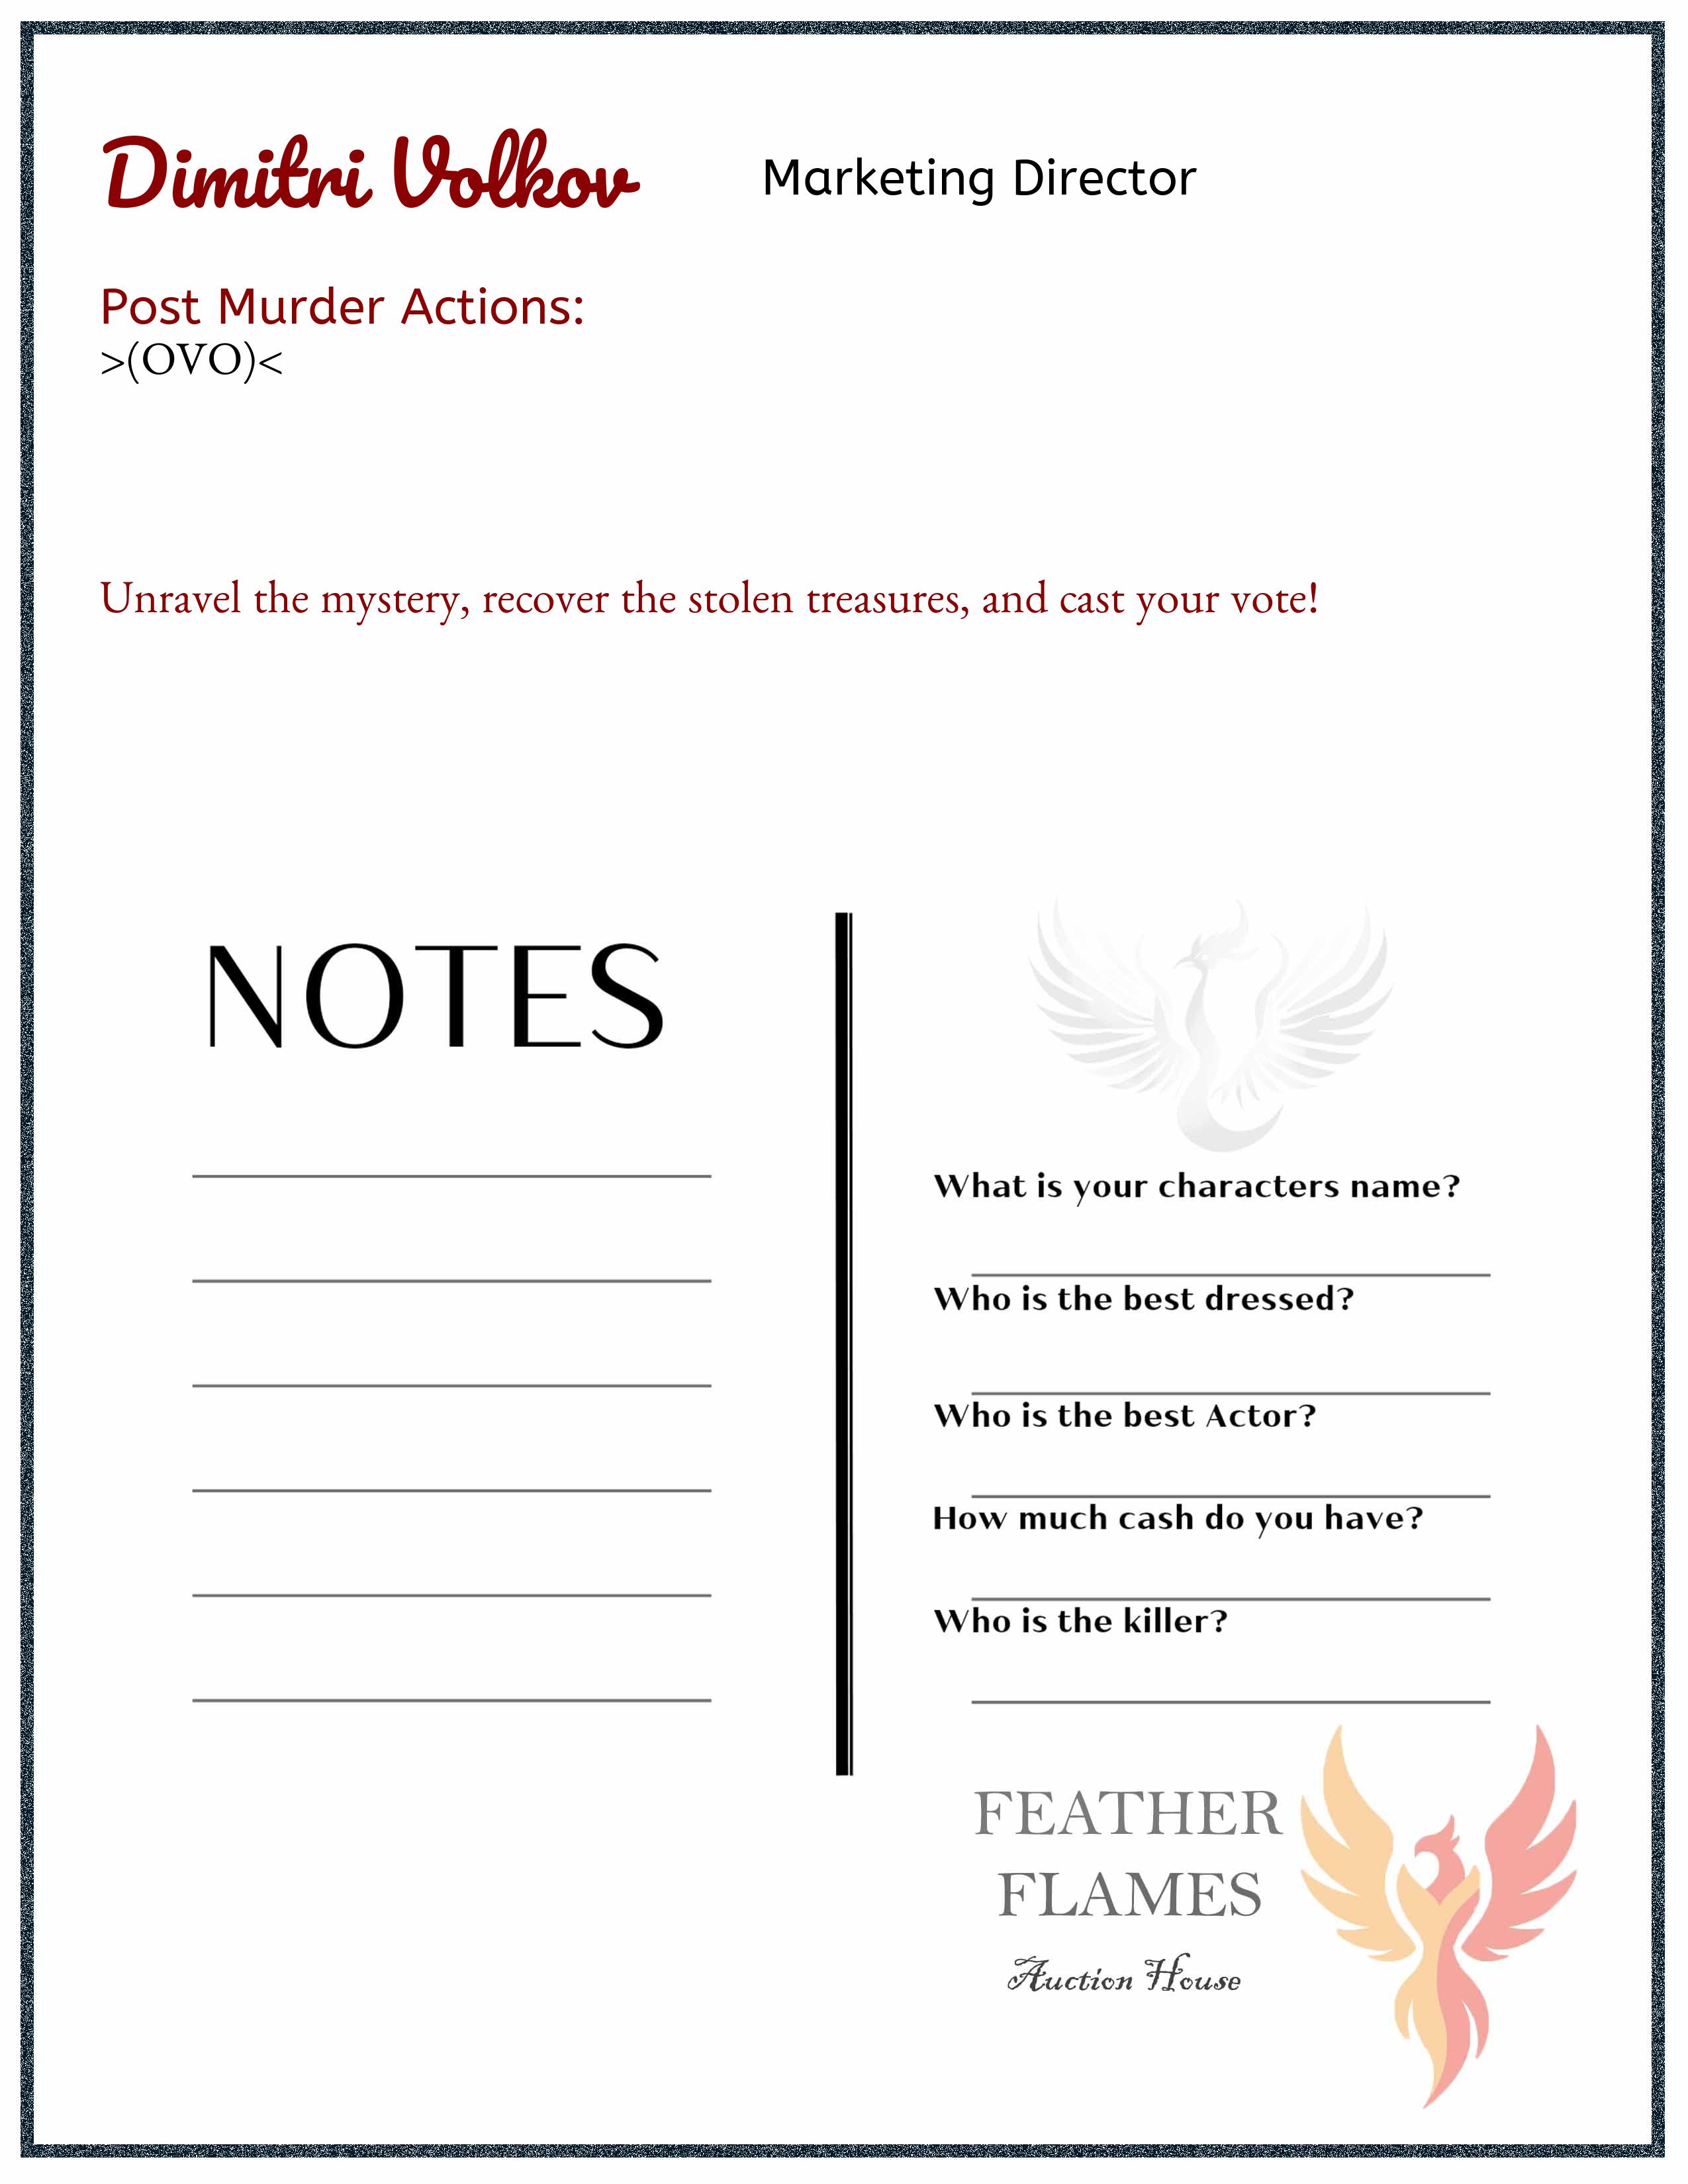 Dimitri Volkov Marketing Director
Post Murder Actions:
>(OVO)<
Unravel the mystery, recover the stolen treasures, and cast your vote!
NOTES
What is your characters name?
Who is the best dressed?
Who is the best Actor?
How much cash do you have?
Who is the killer?
FEATHER
FLAMES
Auction House